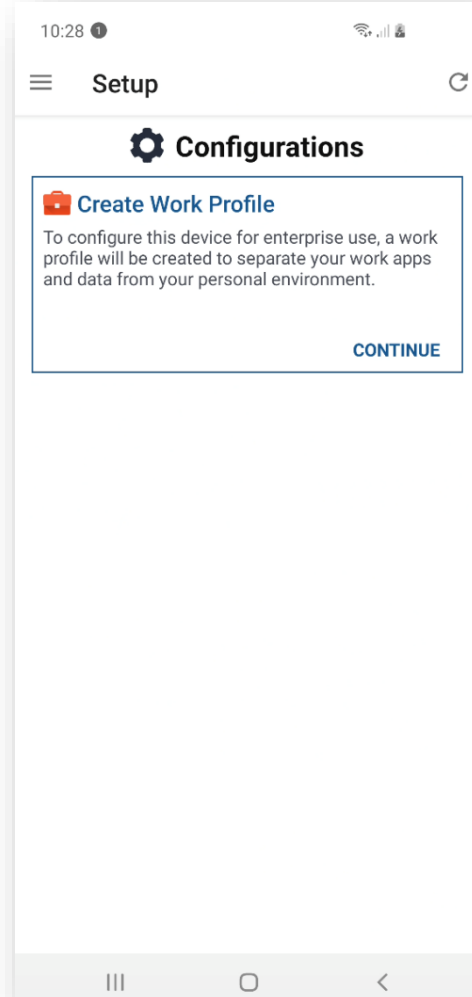 10:28 1
Setup
Configurations
Create Work Profile
To configure this device for enterprise use, a work
profile will be created to separate your work apps
and data from your personal environment.
CONTINUE